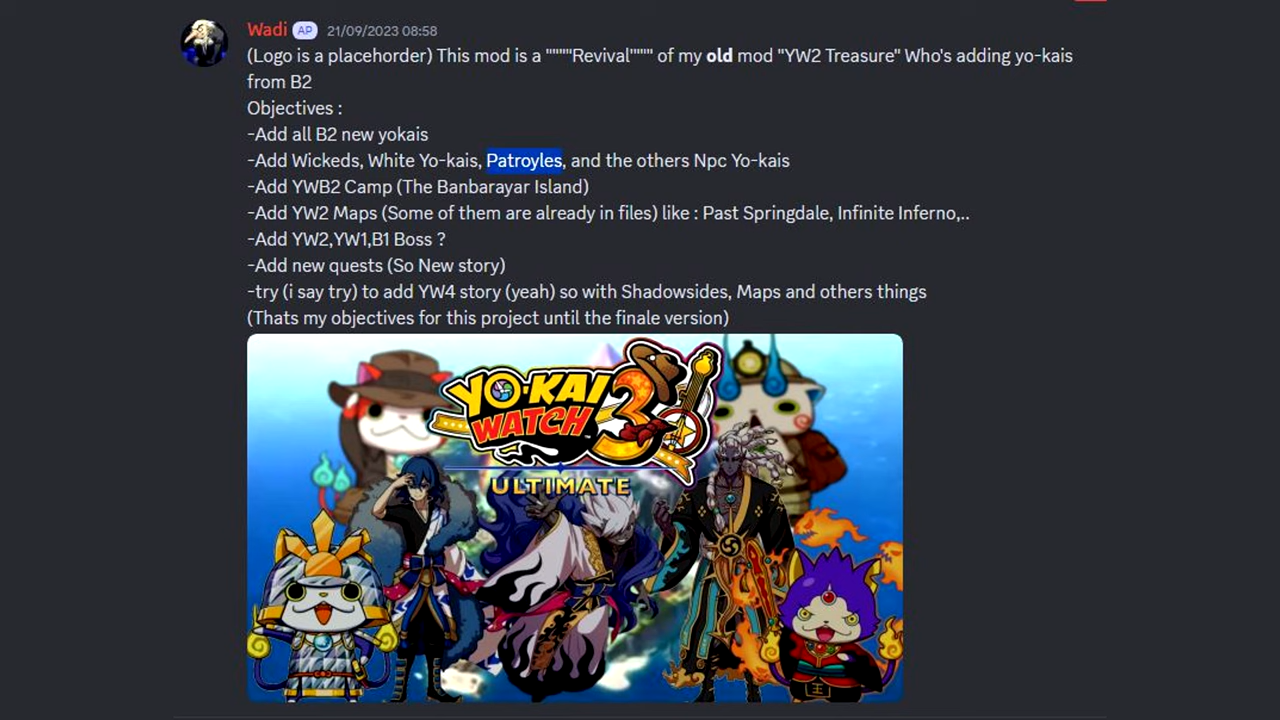 Wadi AP 21/09/2023 08:58
(Logo is a placehorder) This mod is a """"Revival"""" of my old mod "YW2 Treasure" Who's adding yo-kais
from B2
Objectives :
-Add all B2 new yokais
-Add Wickeds, White Yo-kais, Patroyles, and the others Npc Yo-kais
-Add YWB2 Camp (The Banbarayar Island)
-Add YW2 Maps (Some of them are already in files) like : Past Springdale, Infinite Inferno,..
-Add YW2,YW1,B1 Boss ?
-Add new quests (So New story)
-try (i say try) to add YW4 story (yeah) so with Shadowsides, Maps and others things
(Thats my objectives for this project until the finale version)
YO-KAI
WATCH 3
ULTIMATE